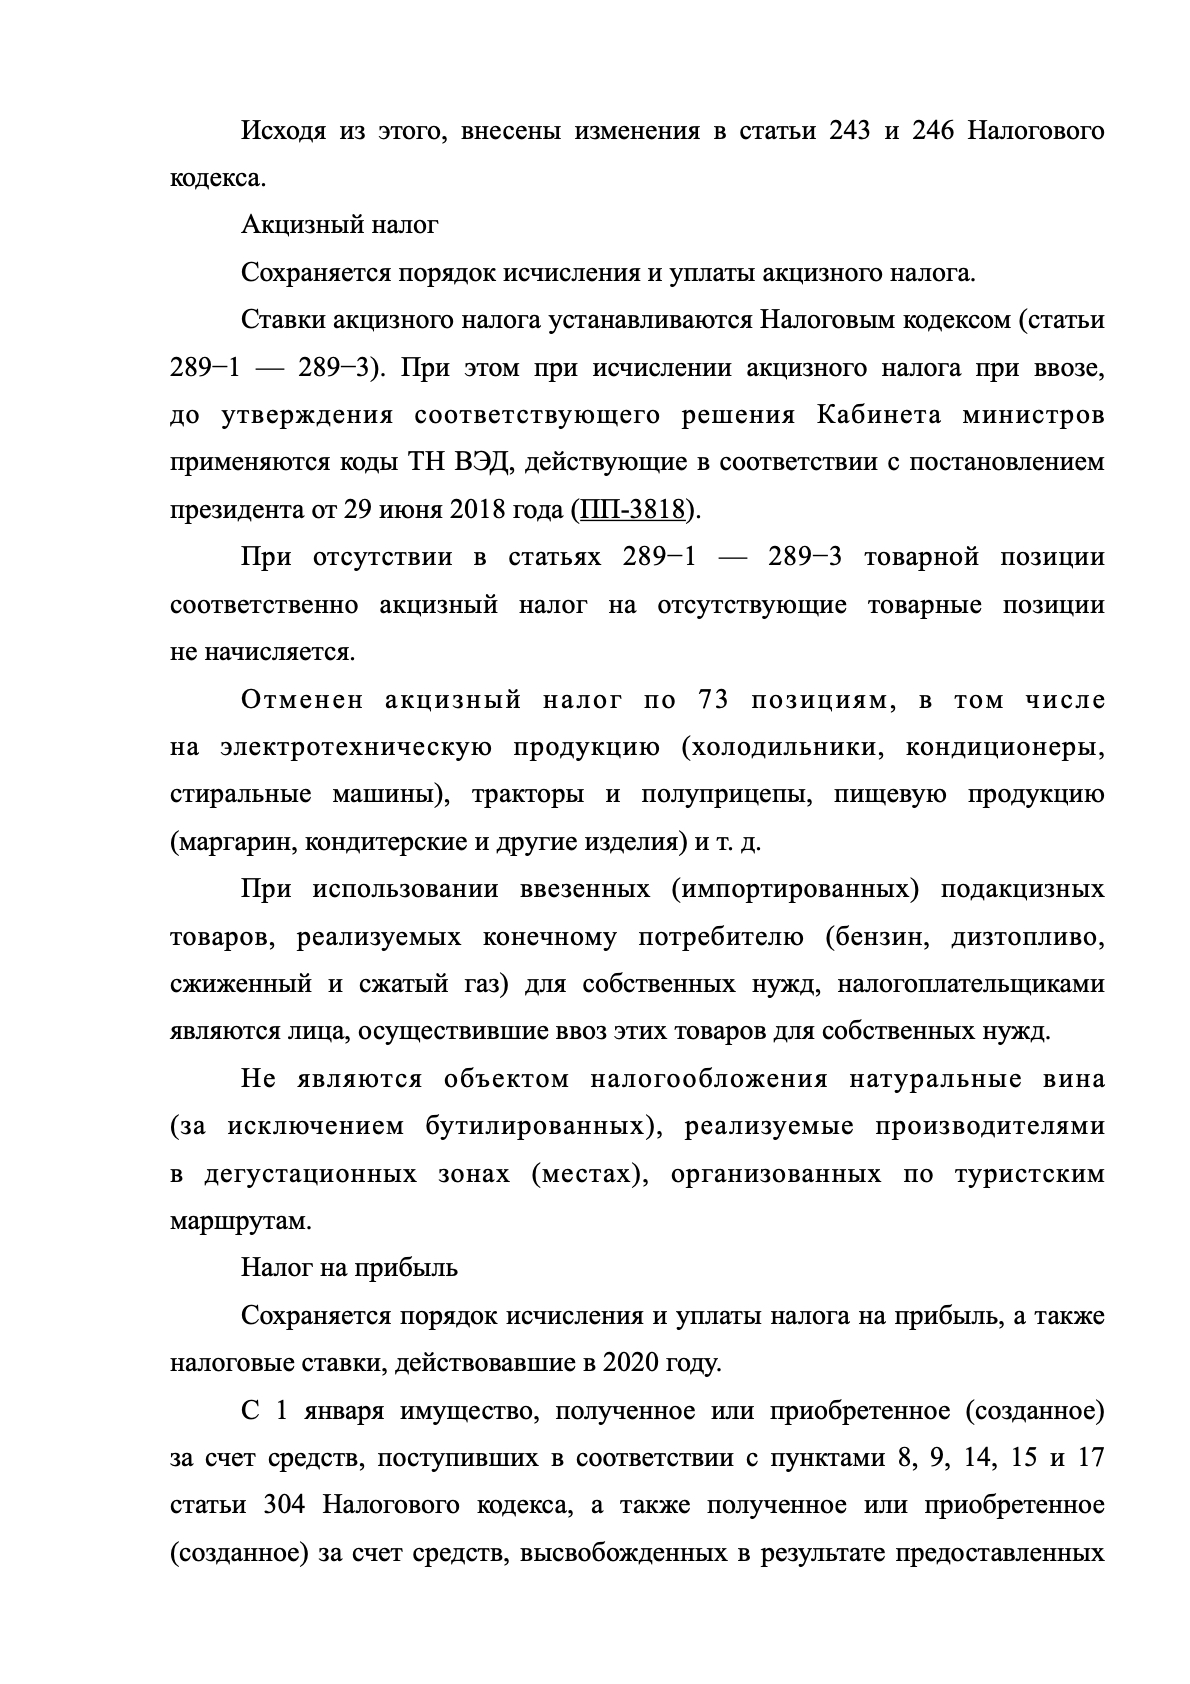 Исходя из этого, внесены изменения в статьи 243 и 246 Налогового
кодекса.
Акцизный налог
Сохраняется порядок исчисления и уплаты акцизного налога.
Ставки акцизного налога устанавливаются Налоговым кодексом (статьи
289−1 — 289−3). При этом при исчислении акцизного налога при ввозе,
до утверждения соответствующего решения Кабинета министров
применяются коды ТН ВЭД, действующие в соответствии с постановлением
президента от 29 июня 2018 года (ПП-3818).
При отсутствии в статьях 289−1 — 289−3 товарной позиции
соответственно акцизный налог на отсутствующие товарные позиции
не начисляется.
Отменен акцизный налог по 73 позициям, в том числе
на электротехническую продукцию (холодильники, кондиционеры,
стиральные машины), тракторы и полуприцепы, пищевую продукцию
(маргарин, кондитерские и другие изделия) и т. д.
При использовании ввезенных (импортированных) подакцизных
товаров, реализуемых конечному потребителю (бензин, дизтопливо,
сжиженный и сжатый газ) для собственных нужд, налогоплательщиками
являются лица, осуществившие ввоз этих товаров для собственных нужд.
Не являются объектом налогообложения натуральные вина
(за исключением бутилированных), реализуемые производителями
в дегустационных зонах (местах), организованных по туристским
маршрутам.
Налог на прибыль
Сохраняется порядок исчисления и уплаты налога на прибыль, а также
налоговые ставки, действовавшие в 2020 году.
С 1 января имущество, полученное или приобретенное (созданное)
за счет средств, поступивших в соответствии с пунктами 8, 9, 14, 15 и 17
статьи 304 Налогового кодекса, а также полученное или приобретенное
(созданное) за счет средств, высвобожденных в результате предоставленных